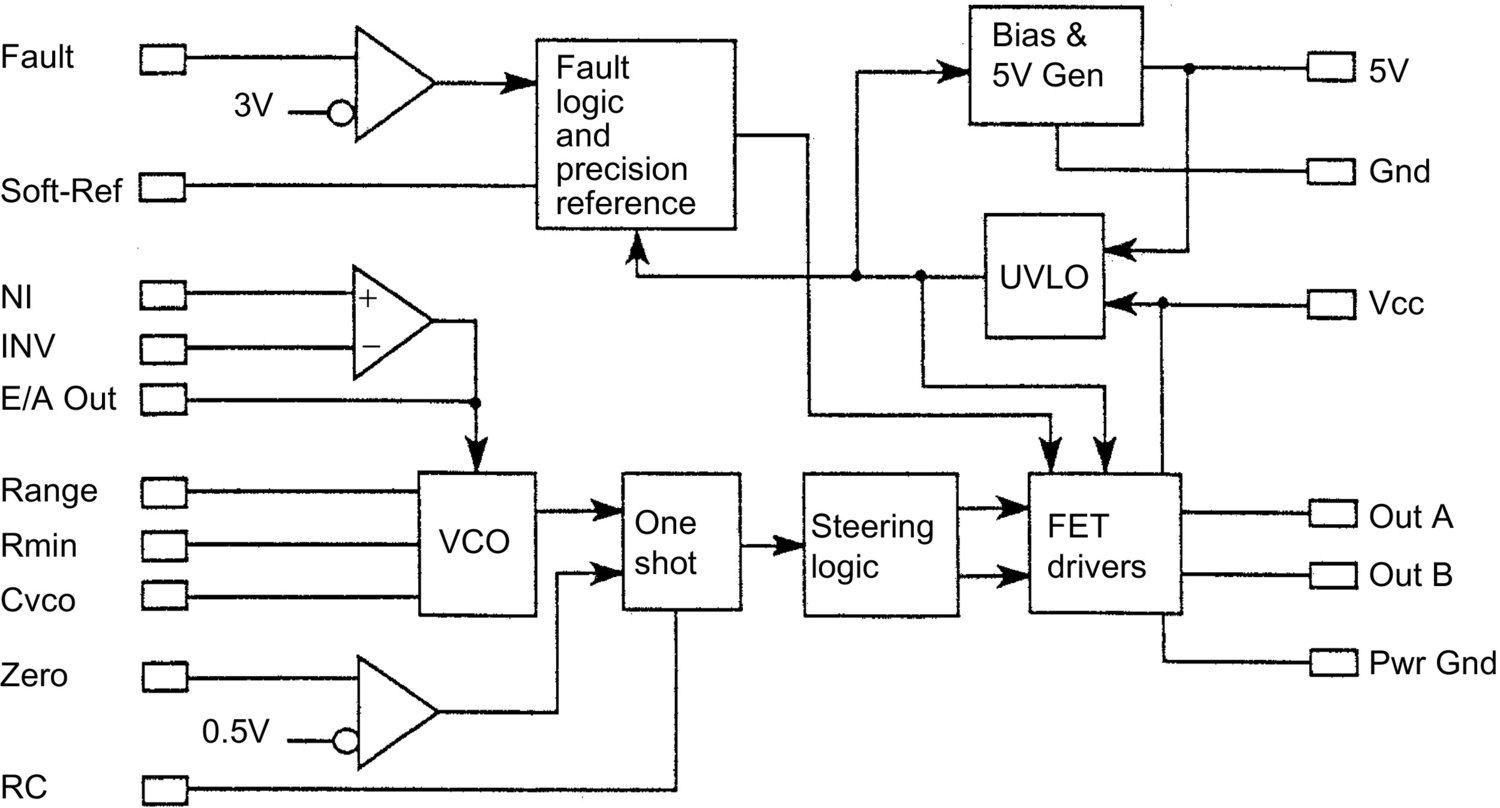 Fault
3V
Soft-Ref
Fault
logic
and
precision
reference
Bias &
5V Gen
5V
Gnd
UVLO
Vcc
NI
+
INV
−
E/A Out
Range
Rmin
Cvco
VCO
One
shot
Steering
logic
FET
drivers
Out A
Out B
Pwr Gnd
Zero
0.5V
RC